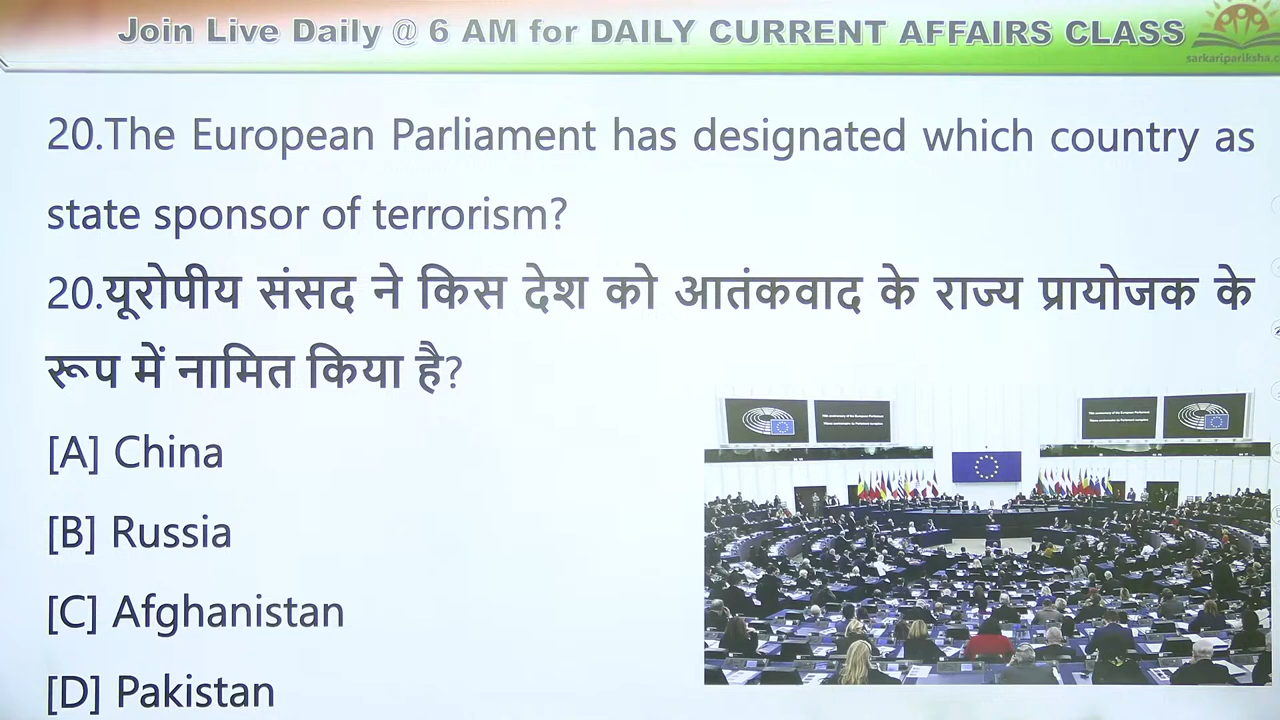 Join Live Daily @ 6 AM for DAILY CURRENT AFFAIRS CLASS
sarkaripariksha.c
20.The European Parliament has designated which country as
state sponsor of terrorism?
20.यूरोपीय संसद ने किस देश को आतंकवाद के राज्य प्रायोजक के
रूप में नामित किया है?
[A] China
[B] Russia
[C] Afghanistan
[D] Pakistan